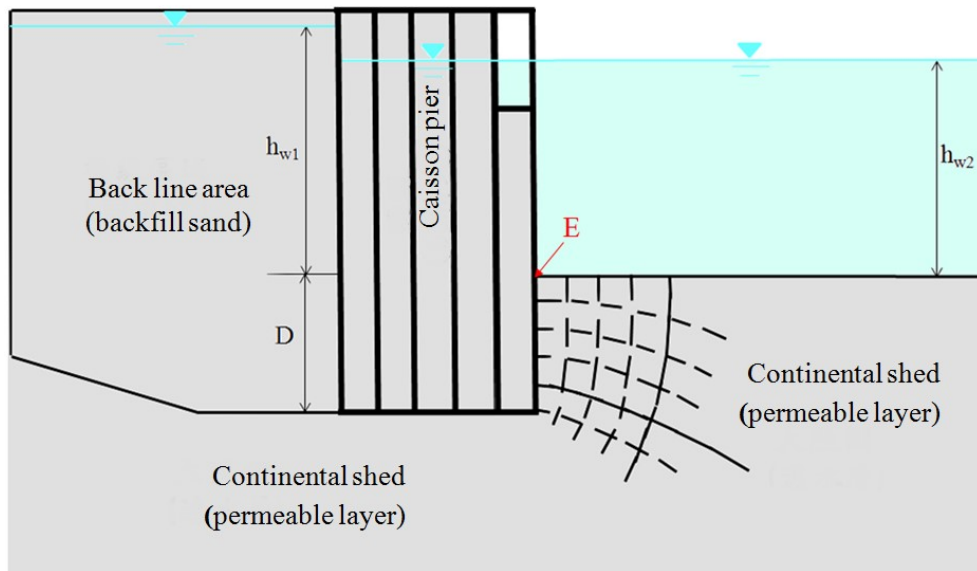 h_w1
Back line area
(backfill sand)
Caisson pier
E
h_w2
D
Continental shed
(permeable layer)
Continental shed
(permeable layer)